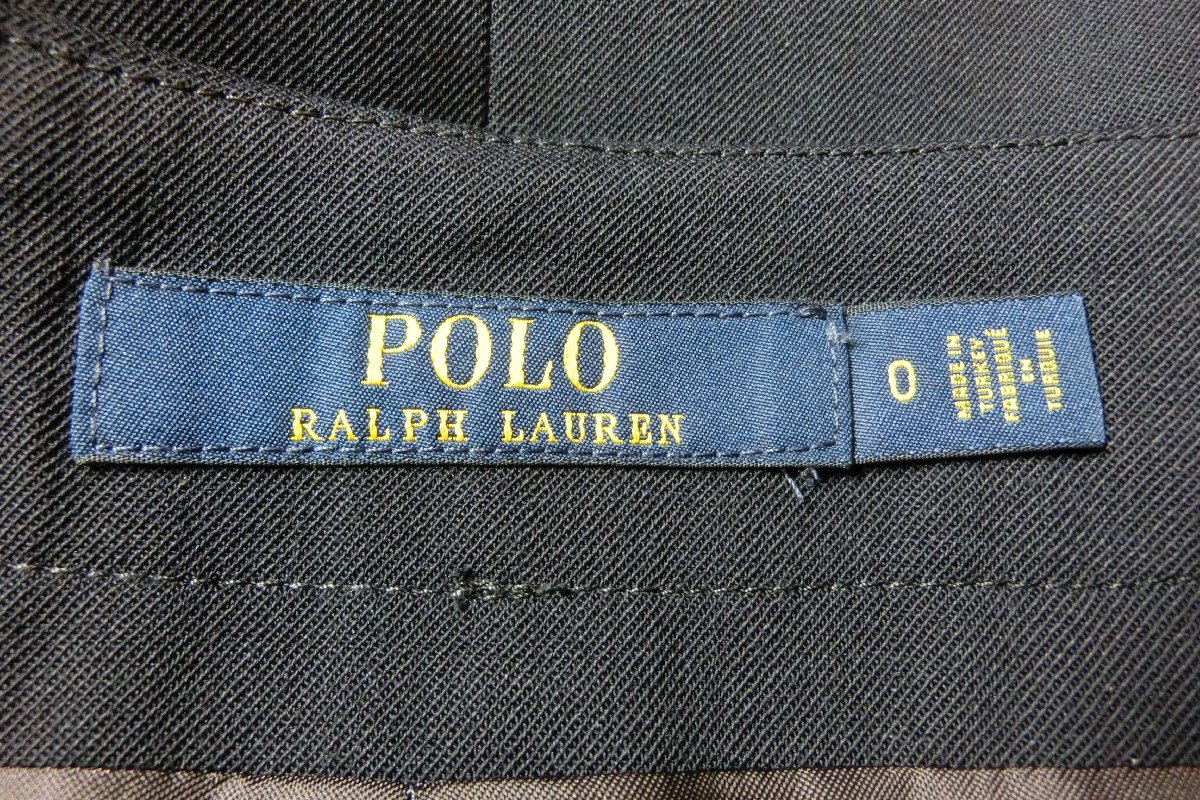 POLO
RALPH LAUREN
0
MADE IN
TURKEY
FABRIQUÉ
EN
TURQUIE